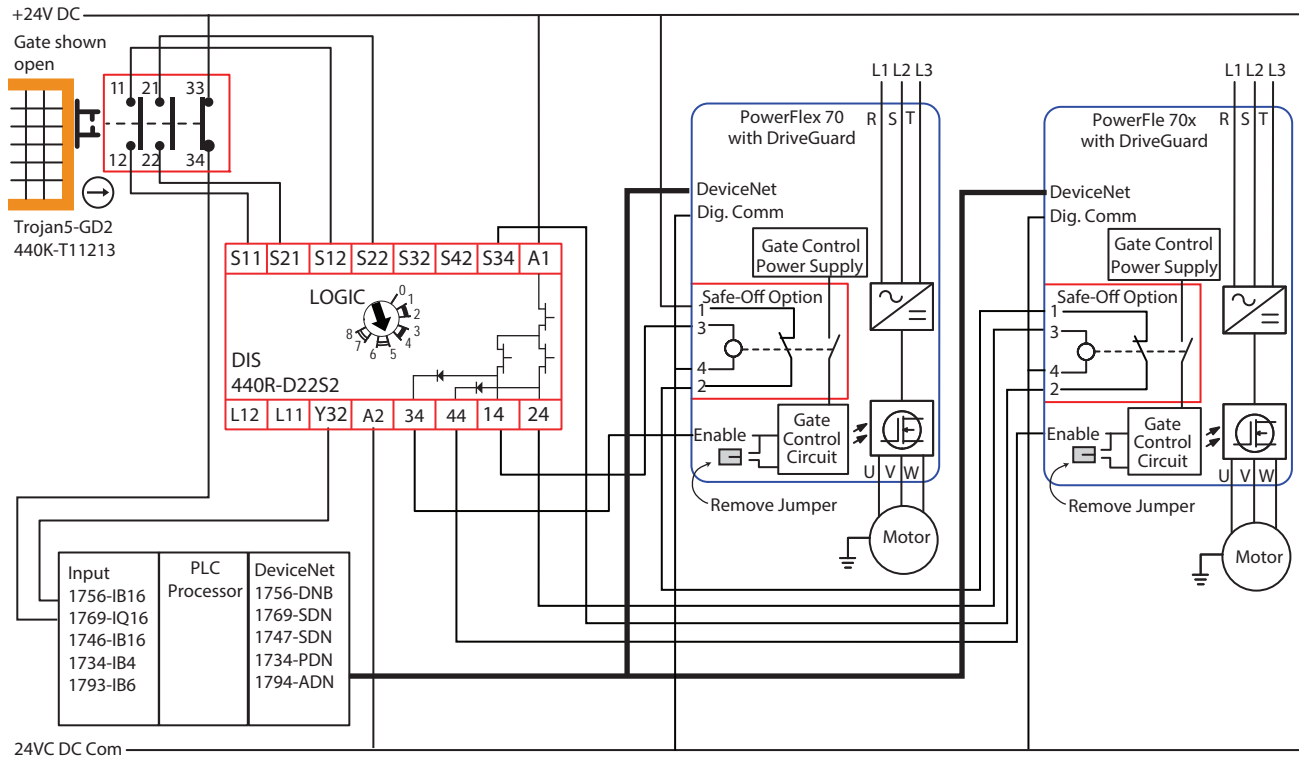 +24V DC
Gate shown
open
11 21 33
12 22 34
Trojan5-GD2
440K-T11213
S11 S21 S12 S22 S32 S42 S34 A1
LOGIC
0
1
2
3
4
5
6
7
8
DIS
440R-D22S2
L12 L11 Y32 A2 34 44 14 24
L1 L2 L3
PowerFlex 70
with DriveGuard
R S T
DeviceNet
Dig. Comm
Gate Control
Power Supply
Safe-Off Option
1
3
4
2
Enable
Gate
Control
Circuit
Remove Jumper
U V W
Motor
L1 L2 L3
PowerFle 70x
with DriveGuard
R S T
DeviceNet
Dig. Comm
Gate Control
Power Supply
Safe-Off Option
1
3
4
2
Enable
Gate
Control
Circuit
Remove Jumper
U V W
Motor
Input
1756-IB16
1769-IQ16
1746-IB16
1734-IB4
1793-IB6
PLC
Processor
DeviceNet
1756-DNB
1769-SDN
1747-SDN
1734-PDN
1794-ADN
24VC DC Com